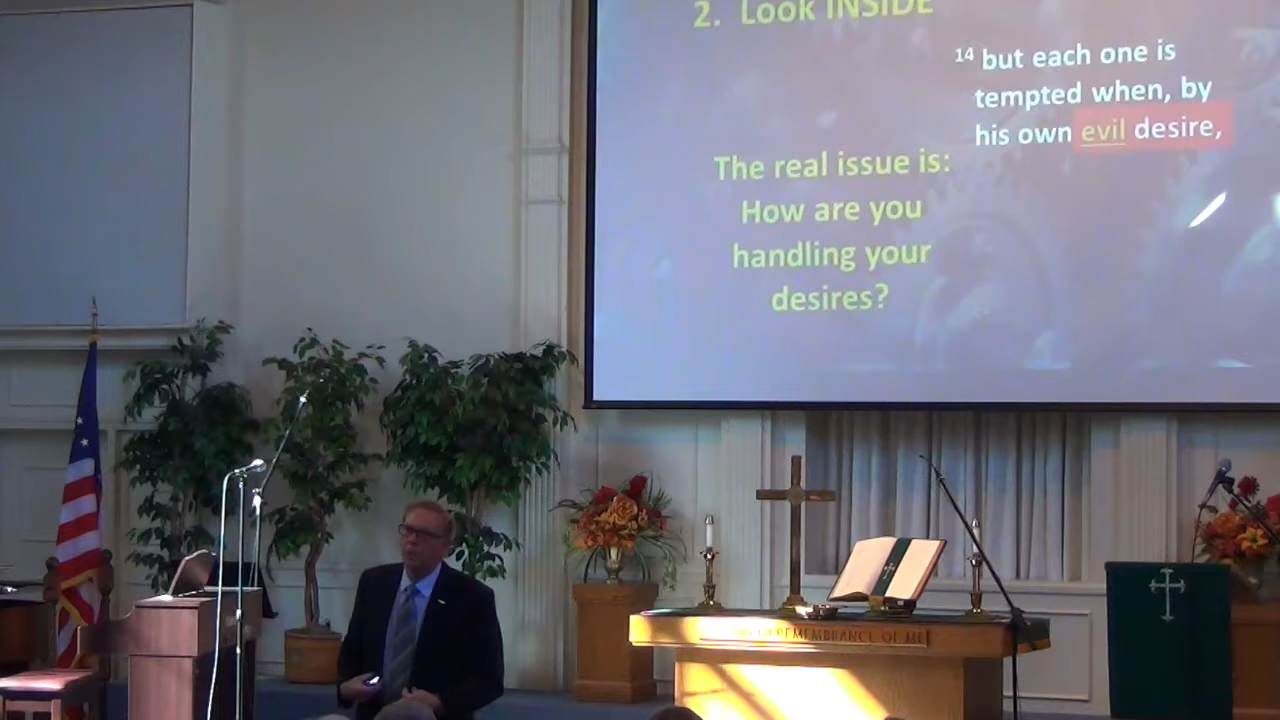 2. Look INSIDE
14 but each one is
tempted when, by
his own evil desire,
The real issue is:
How are you
handling your
desires?
REMEMBRANCE OF ME